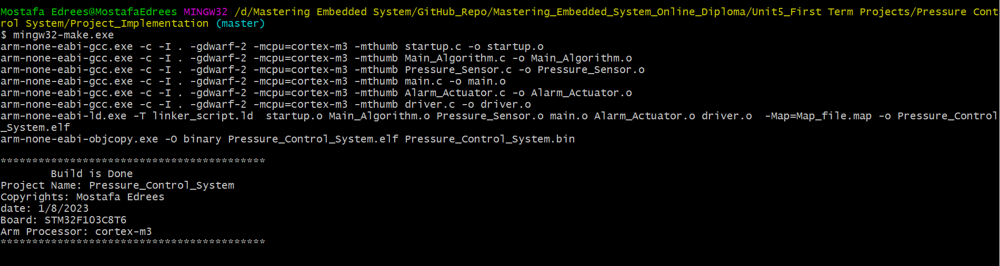 Mostafa Edrees@MostafaEdrees MINGW32 /d/Mastering Embedded System/GitHub_Repo/Mastering_Embedded_System_Online_Diploma/Unit5_First Term Projects/Pressure Cont
rol System/Project_Implementation (master)
$ mingw32-make.exe
arm-none-eabi-gcc.exe -c -I . -gdwarf-2 -mcpu=cortex-m3 -mthumb startup.c -o startup.o
arm-none-eabi-gcc.exe -c -I . -gdwarf-2 -mcpu=cortex-m3 -mthumb Main_Algorithm.c -o Main_Algorithm.o
arm-none-eabi-gcc.exe -c -I . -gdwarf-2 -mcpu=cortex-m3 -mthumb Pressure_Sensor.c -o Pressure_Sensor.o
arm-none-eabi-gcc.exe -c -I . -gdwarf-2 -mcpu=cortex-m3 -mthumb main.c -o main.o
arm-none-eabi-gcc.exe -c -I . -gdwarf-2 -mcpu=cortex-m3 -mthumb Alarm_Actuator.c -o Alarm_Actuator.o
arm-none-eabi-gcc.exe -c -I . -gdwarf-2 -mcpu=cortex-m3 -mthumb driver.c -o driver.o
arm-none-eabi-ld.exe -T linker_script.ld  startup.o Main_Algorithm.o Pressure_Sensor.o main.o Alarm_Actuator.o driver.o  -Map=Map_file.map -o Pressure_Control
_System.elf
arm-none-eabi-objcopy.exe -O binary Pressure_Control_System.elf Pressure_Control_System.bin
******************************************
Build is Done
Project Name: Pressure_Control_System
Copyrights: Mostafa Edrees
date: 1/8/2023
Board: STM32F103C8T6
Arm Processor: cortex-m3
******************************************